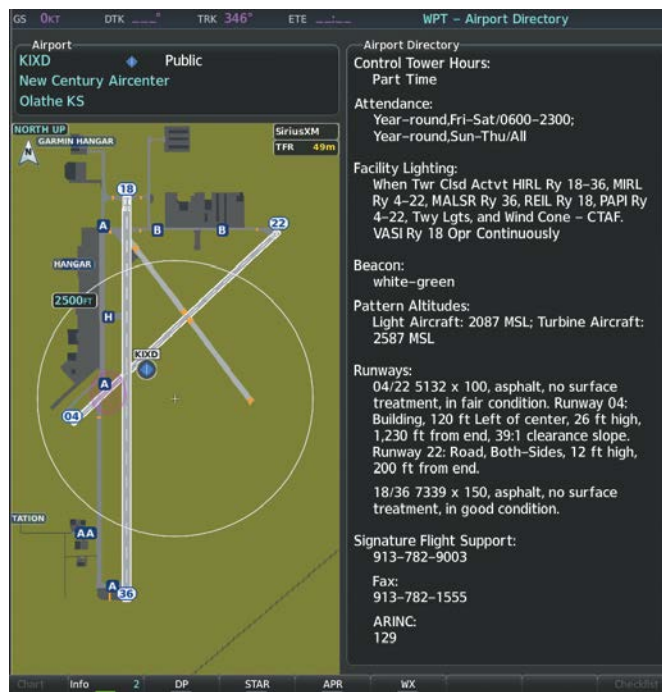 GS 0KT DTK ___° TRK 346° ETE __:__ WPT – Airport Directory
Airport
KIXD Public
New Century Aircenter
Olathe KS
NORTH UP
N
GARMIN HANGAR
SiriusXM
TFR 49m
18
22
A
B
B
HANGAR
2500FT
H
KIXD
A
04
TATION
AA
A
36
Airport Directory
Control Tower Hours:
Part Time
Attendance:
Year–round,Fri–Sat/0600–2300;
Year–round,Sun–Thu/All
Facility Lighting:
When Twr Clsd Actvt HIRL Ry 18–36, MIRL
Ry 4–22, MALSR Ry 36, REIL Ry 18, PAPI Ry
4–22, Twy Lgts, and Wind Cone – CTAF.
VASI Ry 18 Opr Continuously
Beacon:
white–green
Pattern Altitudes:
Light Aircraft: 2087 MSL; Turbine Aircraft:
2587 MSL
Runways:
04/22 5132 x 100, asphalt, no surface
treatment, in fair condition. Runway 04:
Building, 120 ft Left of center, 26 ft high,
1,230 ft from end, 39:1 clearance slope.
Runway 22: Road, Both–Sides, 12 ft high,
200 ft from end.
18/36 7339 x 150, asphalt, no surface
treatment, in good condition.
Signature Flight Support:
913–782–9003
Fax:
913–782–1555
ARINC:
129
Chart Info 2 DP STAR APR WX Checklist